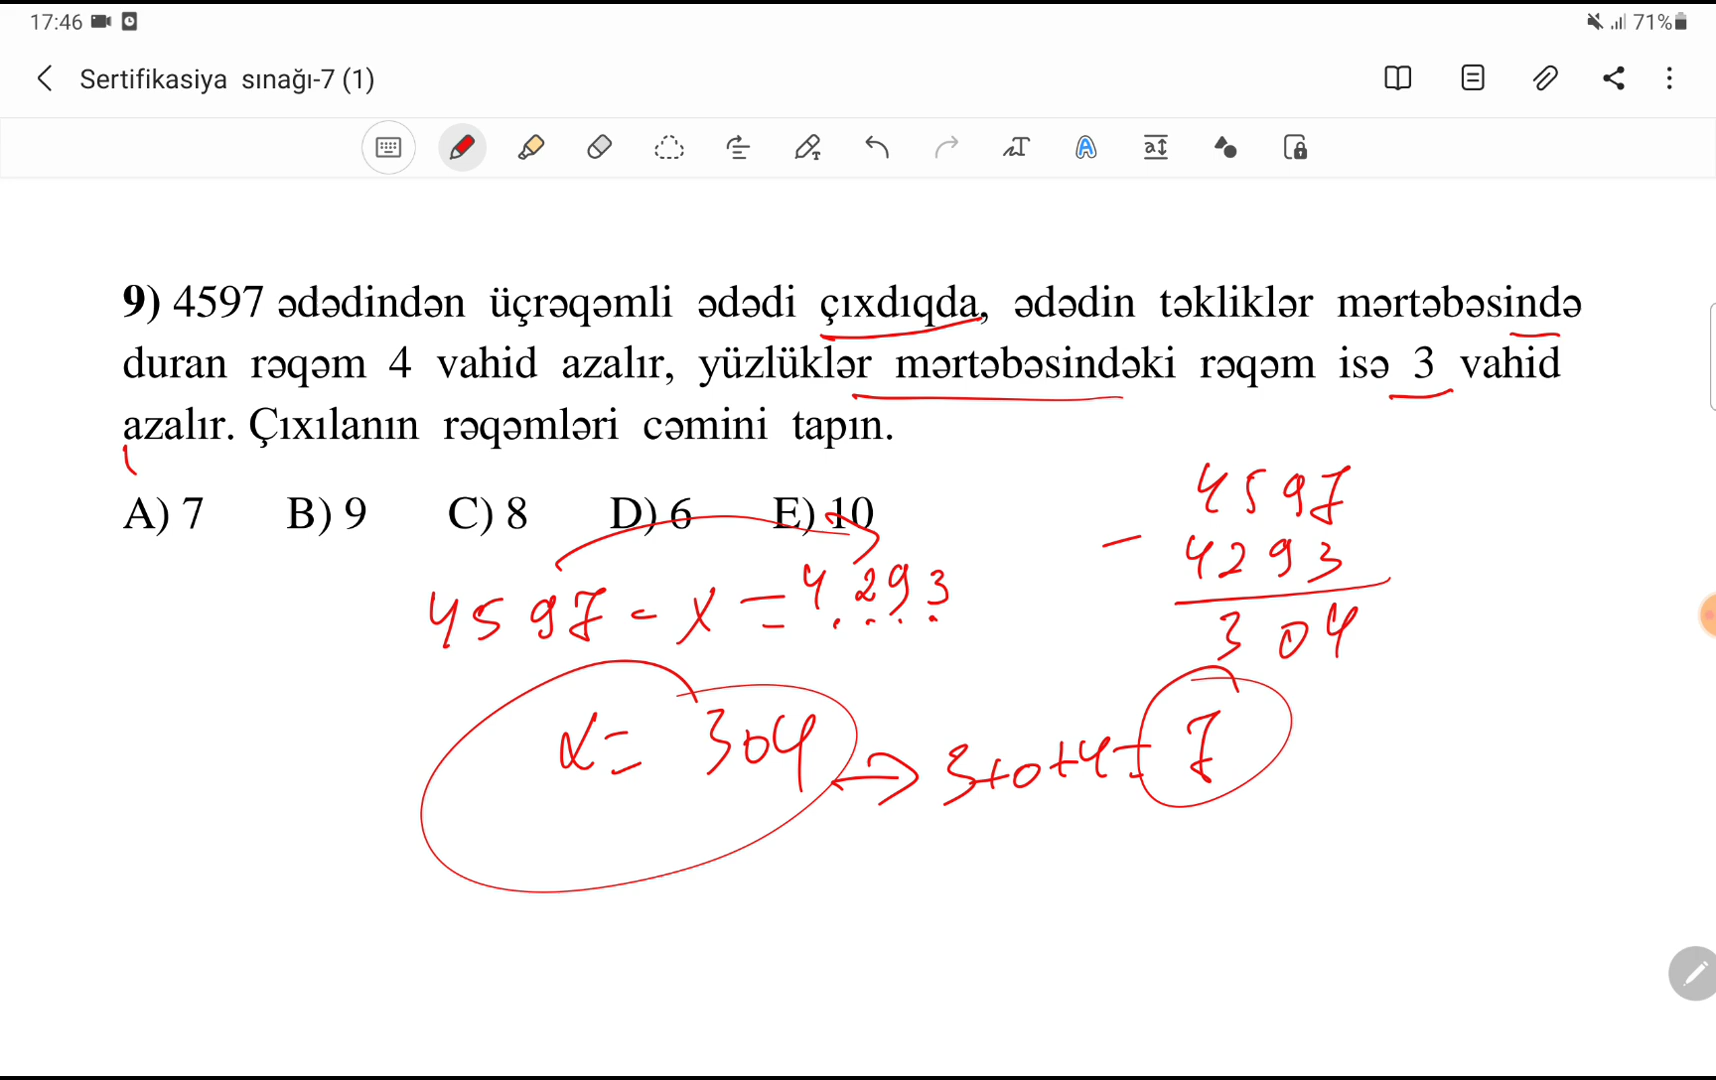 17:46
71%
Sertifikasiya sınağı-7 (1)
9) 4597 ədədindən üçrəqəmli ədədi çıxdıqda, ədədin təkliklər mərtəbəsində
duran rəqəm 4 vahid azalır, yüzlüklər mərtəbəsindəki rəqəm isə 3 vahid
azalır. Çıxılanın rəqəmləri cəmini tapın.
A) 7 B) 9 C) 8 D) 6 E) 10
4597
- 4293
304
4597 - x = 4293
x = 304 3+0+4= 7